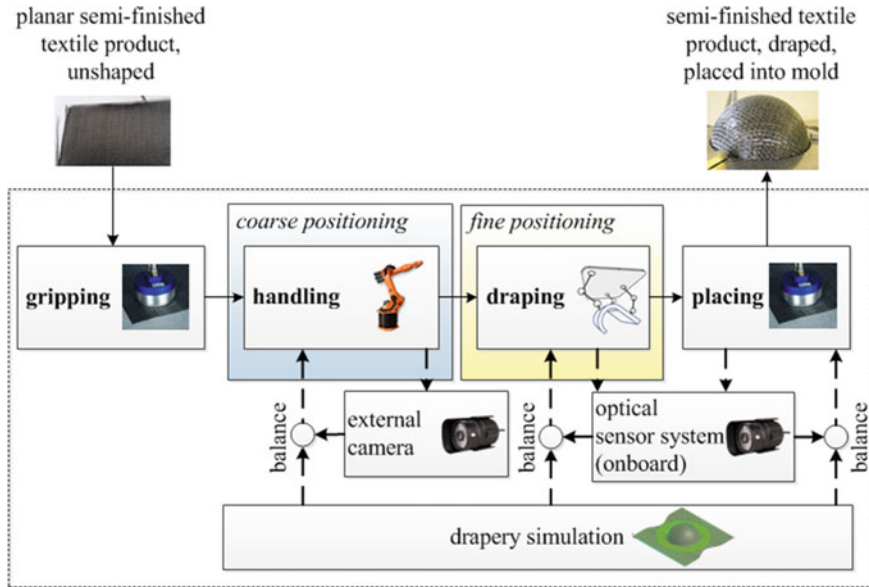 planar semi-finished
textile product,
unshaped
semi-finished textile
product, draped,
placed into mold
coarse positioning
fine positioning
gripping
handling
draping
placing
balance
external
camera
balance
optical
sensor system
(onboard)
balance
drapery simulation